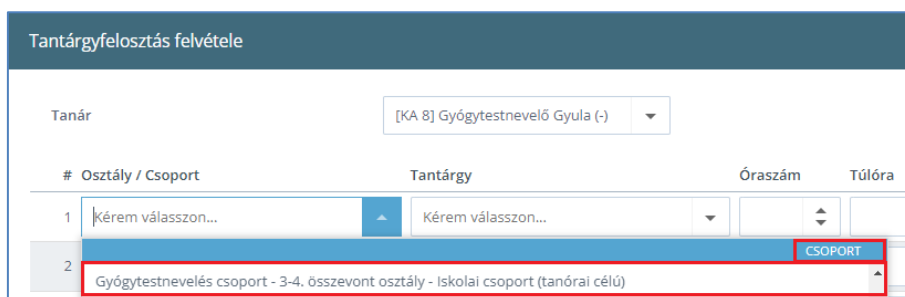 Tantárgyfelosztás felvétele
Tanár [KA 8] Gyógytestnevelő Gyula (-)
# Osztály / Csoport Tantárgy Óraszám Túlóra
1 Kérem válasszon... Kérem válasszon...
CSOPORT
2
Gyógytestnevelés csoport - 3-4. összevont osztály - Iskolai csoport (tanórai célú)